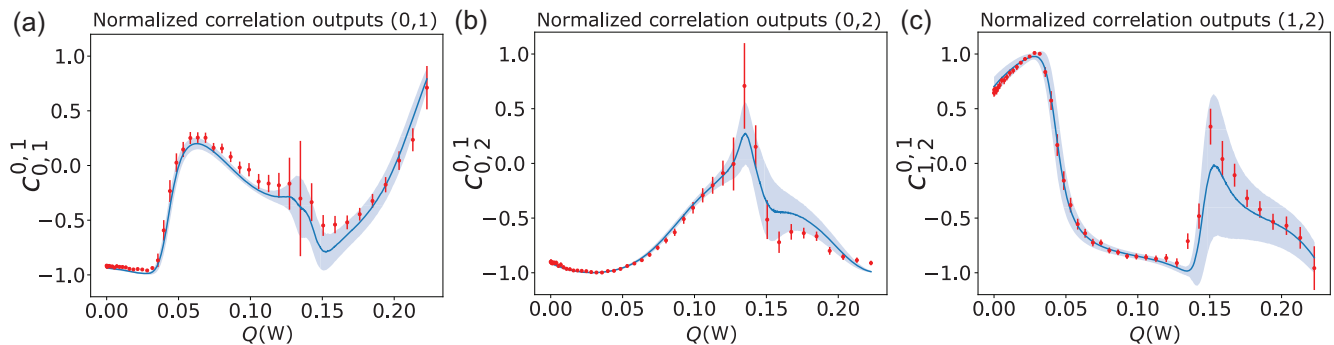 (a)
Normalized correlation outputs (0,1)
1.0
0.5
0.0
−0.5
−1.0
C^{0,1}_{0,1}
0.00 0.05 0.10 0.15 0.20
Q(W)
(b)
Normalized correlation outputs (0,2)
1.0
0.5
0.0
−0.5
−1.0
C^{0,1}_{0,2}
0.00 0.05 0.10 0.15 0.20
Q(W)
(c)
Normalized correlation outputs (1,2)
1.0
0.5
0.0
−0.5
−1.0
C^{0,1}_{1,2}
0.00 0.05 0.10 0.15 0.20
Q(W)